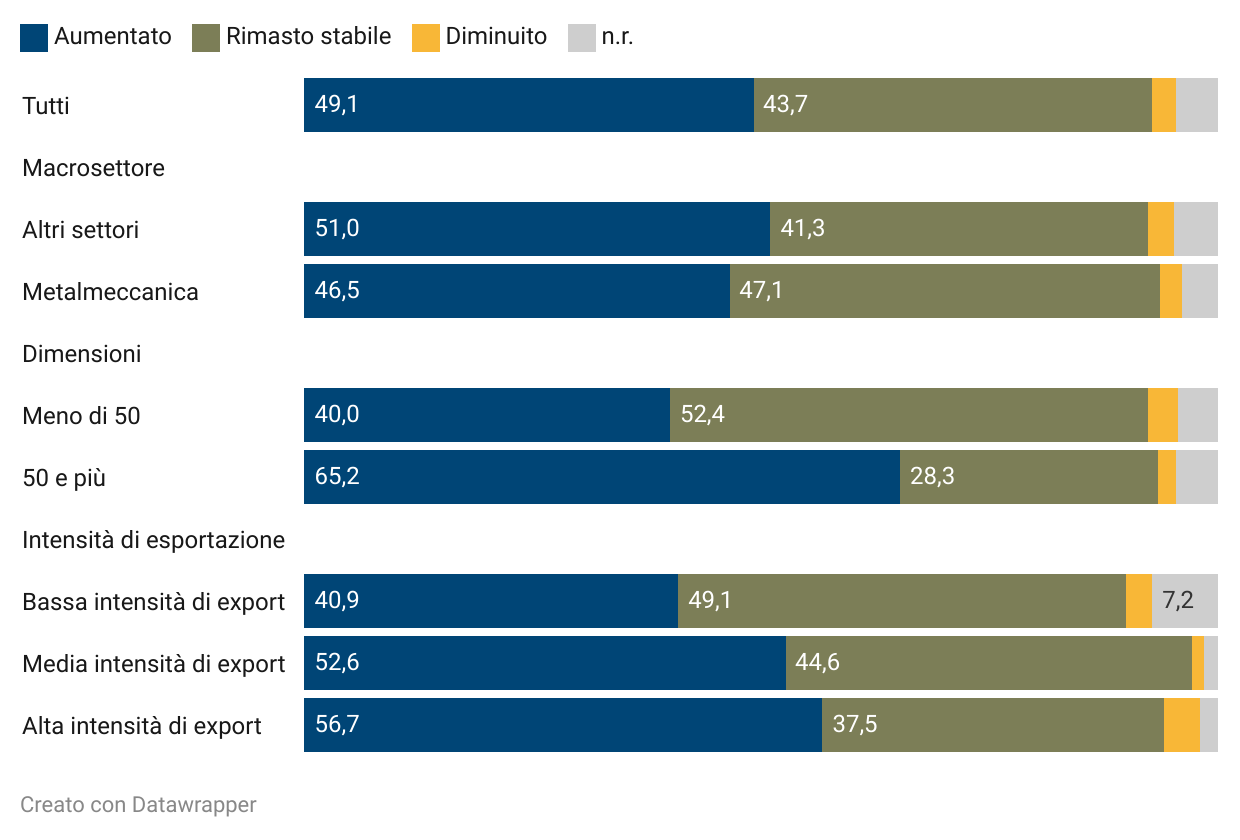 Aumentato Rimasto stabile Diminuito n.r.
Tutti 49,1 43,7
Macrosettore
Altri settori 51,0 41,3
Metalmeccanica 46,5 47,1
Dimensioni
Meno di 50 40,0 52,4
50 e più 65,2 28,3
Intensità di esportazione
Bassa intensità di export 40,9 49,1 7,2
Media intensità di export 52,6 44,6
Alta intensità di export 56,7 37,5
Creato con Datawrapper